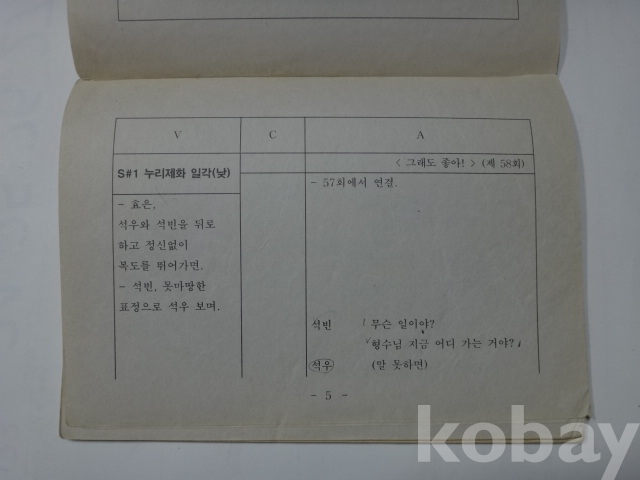 V C A
S#1 누리제화 일각(낮)
< 그래도 좋아! > (제 58회)
- 57회에서 연결.
- 효은,
석우와 석빈을 뒤로
하고 정신없이
복도를 뛰어가면.
- 석빈, 못마땅한
표정으로 석우 보며.
석빈 무슨 일이야?
형수님 지금 어디 가는 거야?
석우 (말 못하면)
- 5 -
kobay